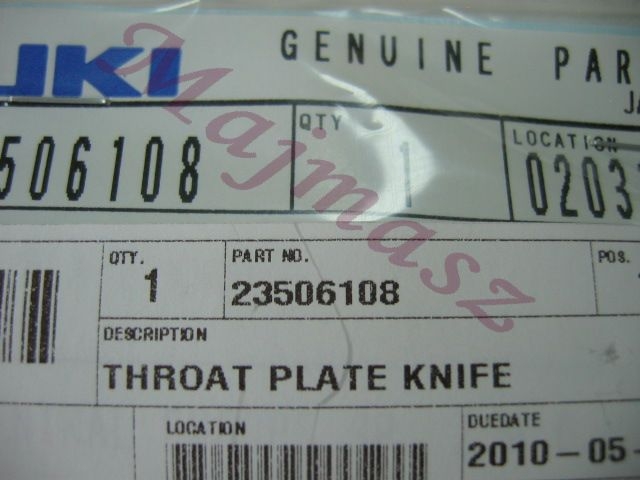 UKI GENUINE PAR
JA
QTY
LOCATION
506108 1 0203
Majmasz
QTY. PART NO. POS.
1 23506108
DESCRIPTION
THROAT PLATE KNIFE
LOCATION DUEDATE
2010-05-